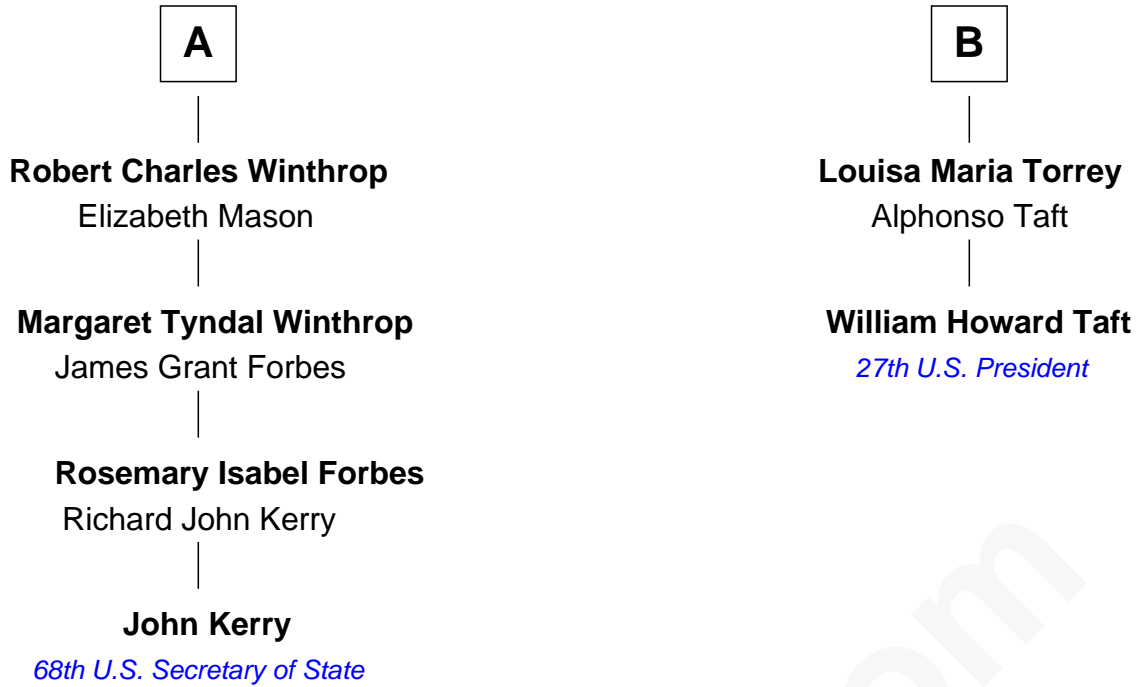 A
Robert Charles Winthrop
Elizabeth Mason
Margaret Tyndal Winthrop
James Grant Forbes
Rosemary Isabel Forbes
Richard John Kerry
John Kerry
68th U.S. Secretary of State
B
Louisa Maria Torrey
Alphonso Taft
William Howard Taft
27th U.S. President
om